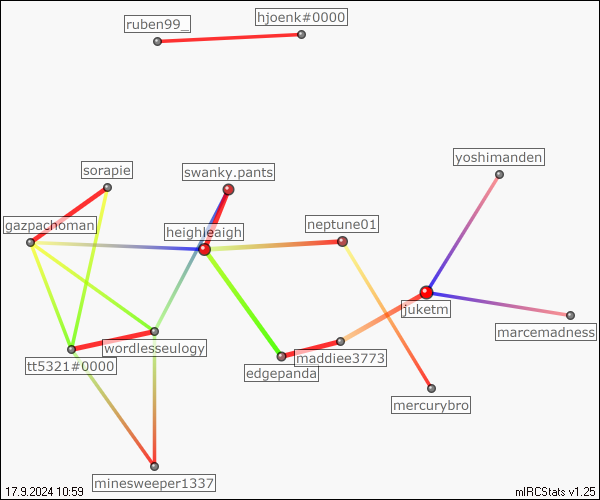 hjoenk#0000
ruben99_
yoshimanden
sorapie
swanky.pants
gazpachoman
heighleaigh
neptune01
juketm
marcemadness
wordlesseulogy
maddiee3773
tt5321#0000
edgepanda
mercurybro
minesweeper1337
17.9.2024 10:59
mIRCStats v1.25